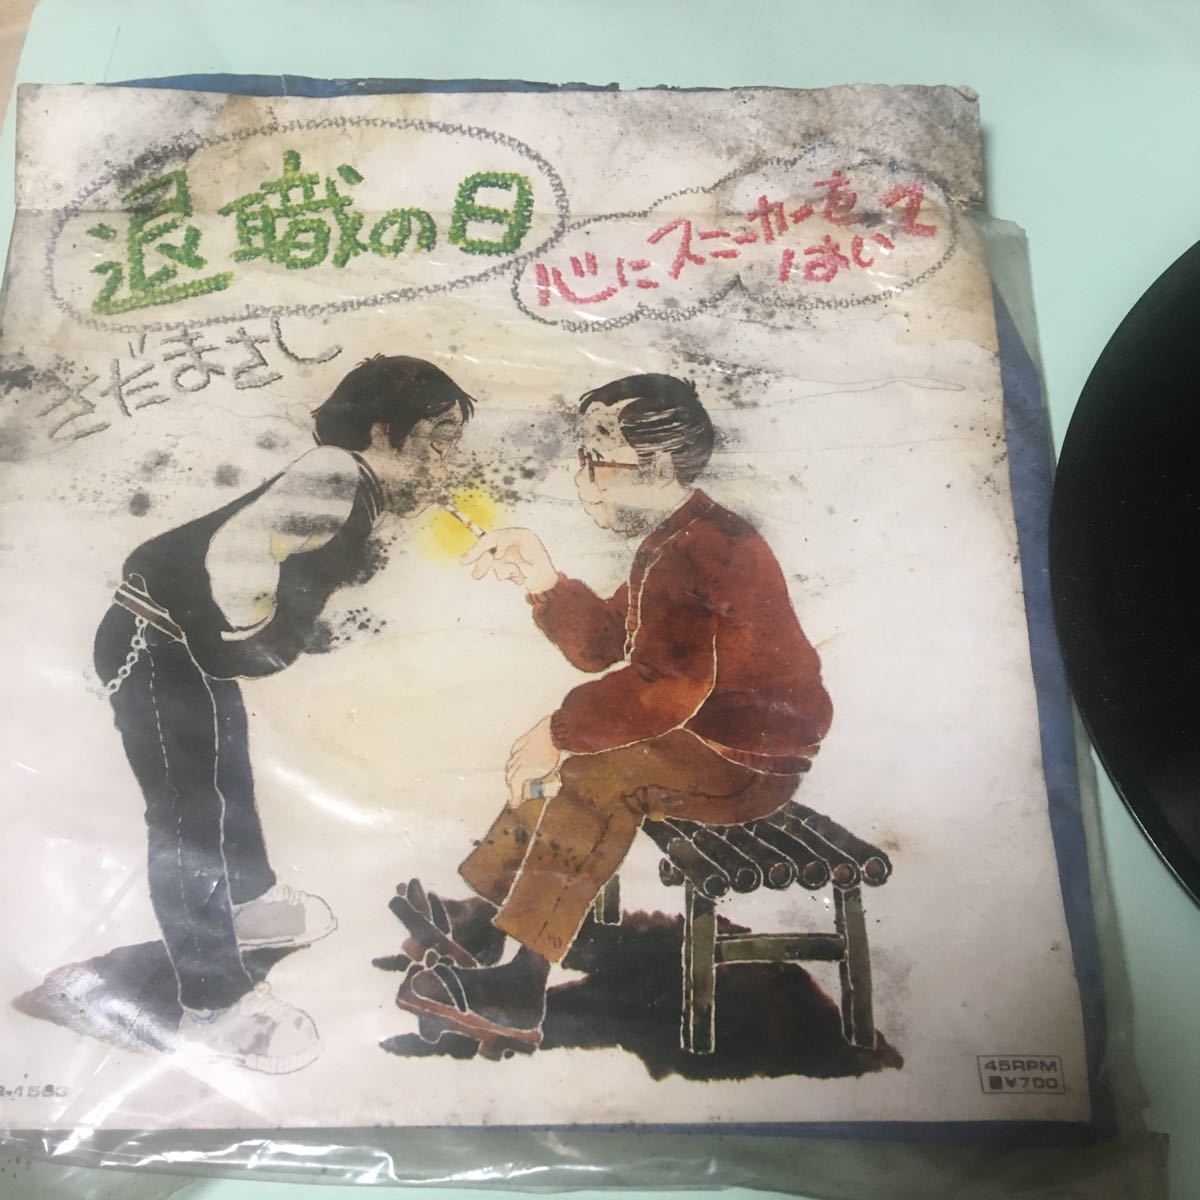 退職の日
心にスニーカーを
はいて
さだまさし
1583
45RPM
¥700